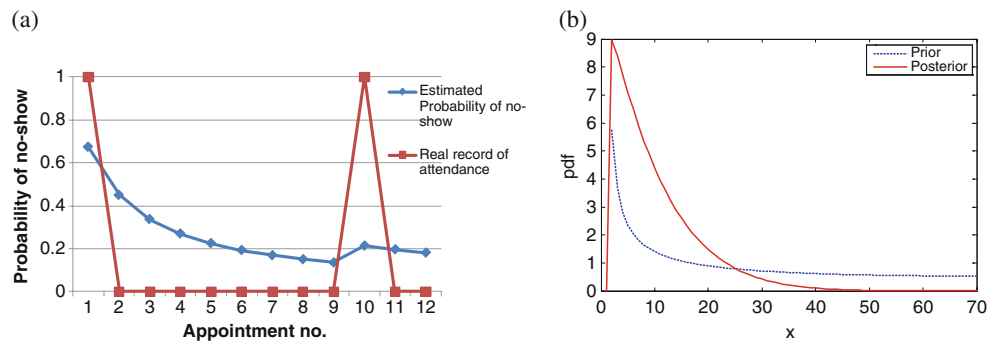 (a)
Probability of no-show
1
0.8
0.6
0.4
0.2
0
1 2 3 4 5 6 7 8 9 10 11 12
Appointment no.
Estimated
Probability of no-
show
Real record of
attendance
(b)
pdf
9
8
7
6
5
4
3
2
1
0
0 10 20 30 40 50 60 70
x
Prior
Posterior